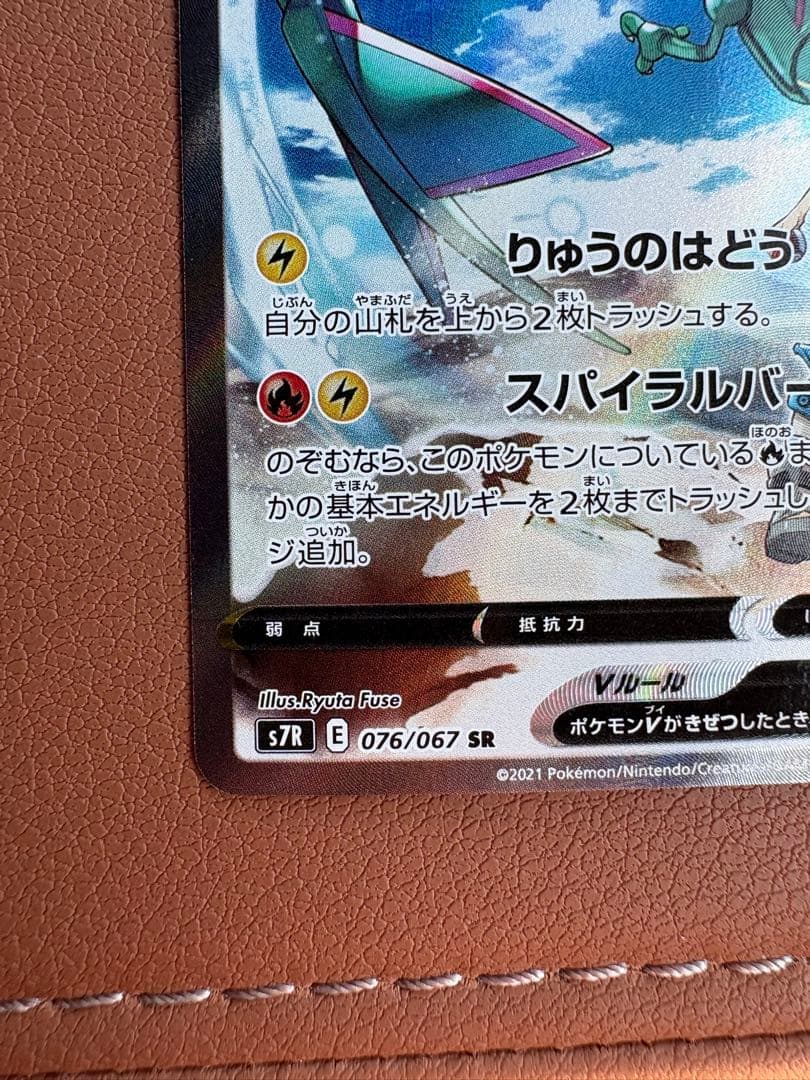 りゅうのはどう
じぶん やまふだ うえ まい
自分の山札を上から2枚トラッシュする。
スパイラルバー
ほのお
のぞむなら、このポケモンについているま
きほん まい
かの基本エネルギーを2枚までトラッシュし
ついか
ジ追加。
弱点 抵抗力
Illus.Ryuta Fuse
Vルール
ブイ
ポケモンVがきぜつしたとき
s7R E 076/067 SR
©2021 Pokémon/Nintendo/Creatures